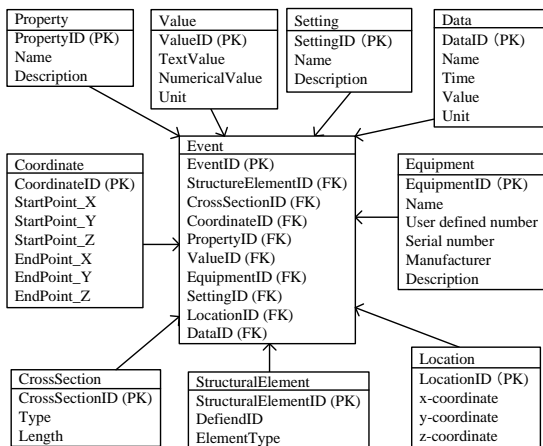 Property
PropertyID (PK)
Name
Description
Value
ValueID (PK)
TextValue
NumericalValue
Unit
Setting
SettingID (PK)
Name
Description
Data
DataID (PK)
Name
Time
Value
Unit
Coordinate
CoordinateID (PK)
StartPoint_X
StartPoint_Y
StartPoint_Z
EndPoint_X
EndPoint_Y
EndPoint_Z
Event
EventID (PK)
StructureElementID (FK)
CrossSectionID (FK)
CoordinateID (FK)
PropertyID (FK)
ValueID (FK)
EquipmentID (FK)
SettingID (FK)
LocationID (FK)
DataID (FK)
Equipment
EquipmentID (PK)
Name
User defined number
Serial number
Manufacturer
Description
CrossSection
CrossSectionID (PK)
Type
Length
StructuralElement
StructuralElementID (PK)
DefiendID
ElementType
Location
LocationID (PK)
x-coordinate
y-coordinate
z-coordinate